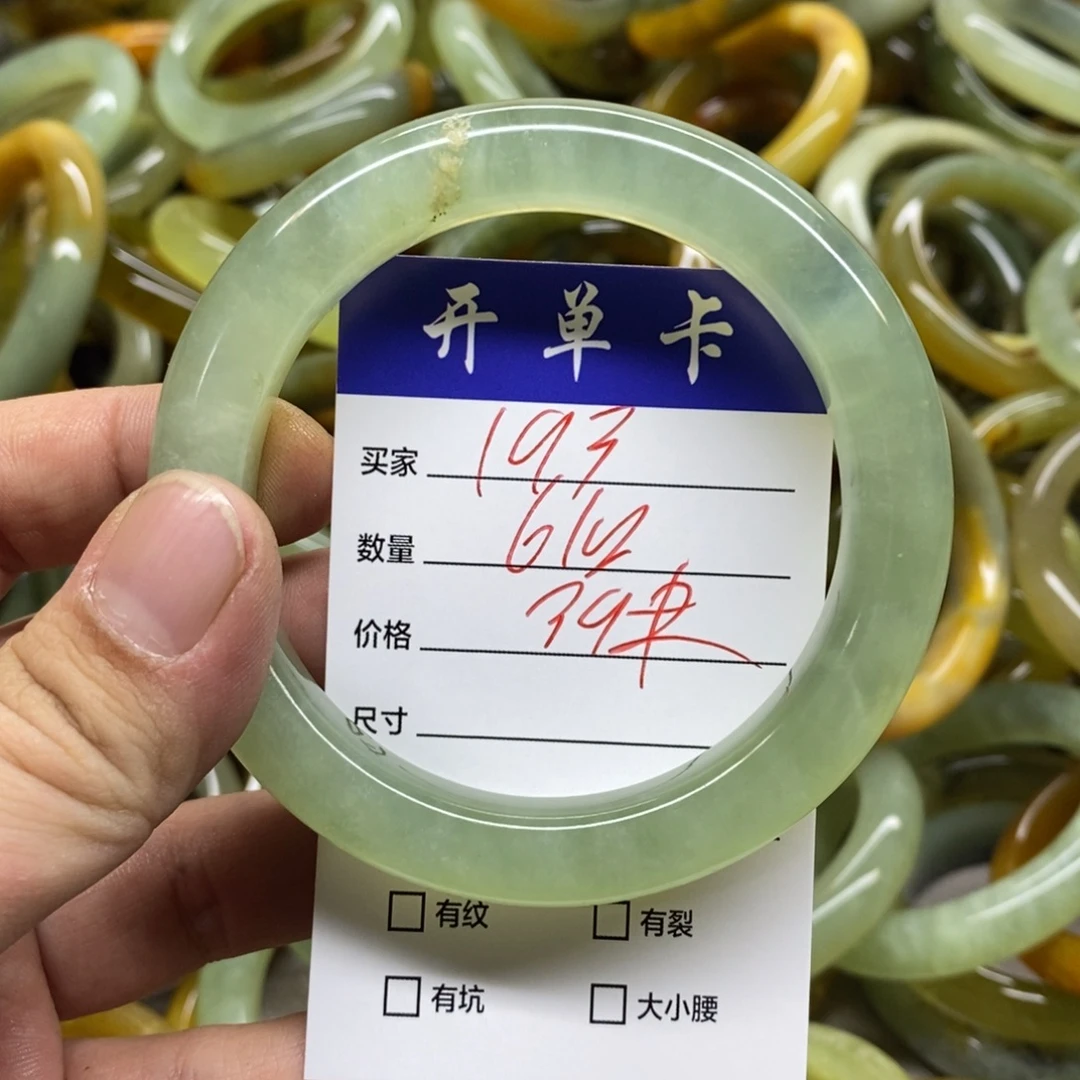 开单卡
买家 193
数量 614
价格 39
尺寸
□ 有纹 □ 有裂
□ 有坑 □ 大小腰